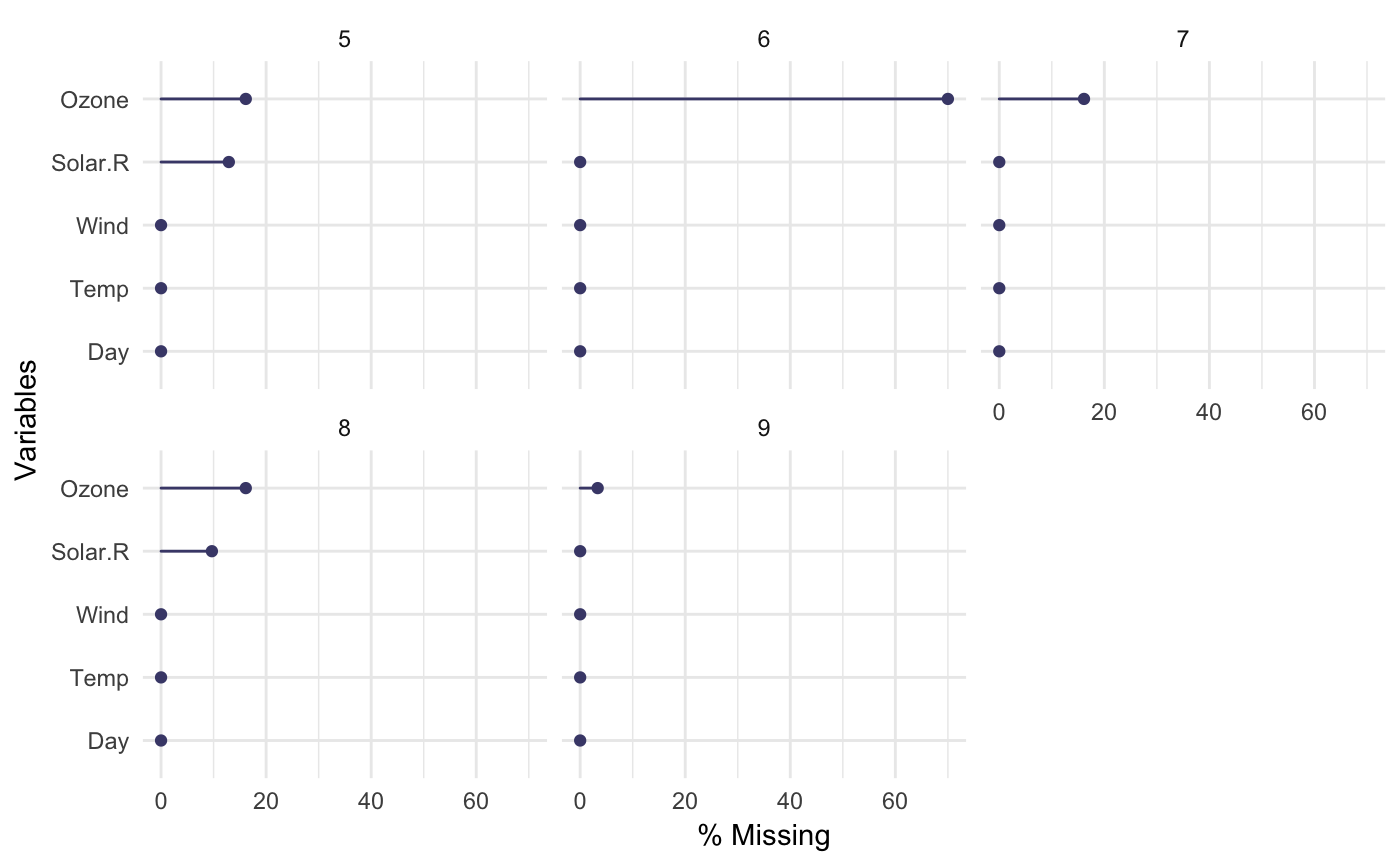 5 6 7
Ozone
Solar.R
Wind
Temp
Day
0 20 40 60
8 9
Ozone
Solar.R
Wind
Temp
Day
0 20 40 60 0 20 40 60
% Missing
Variables